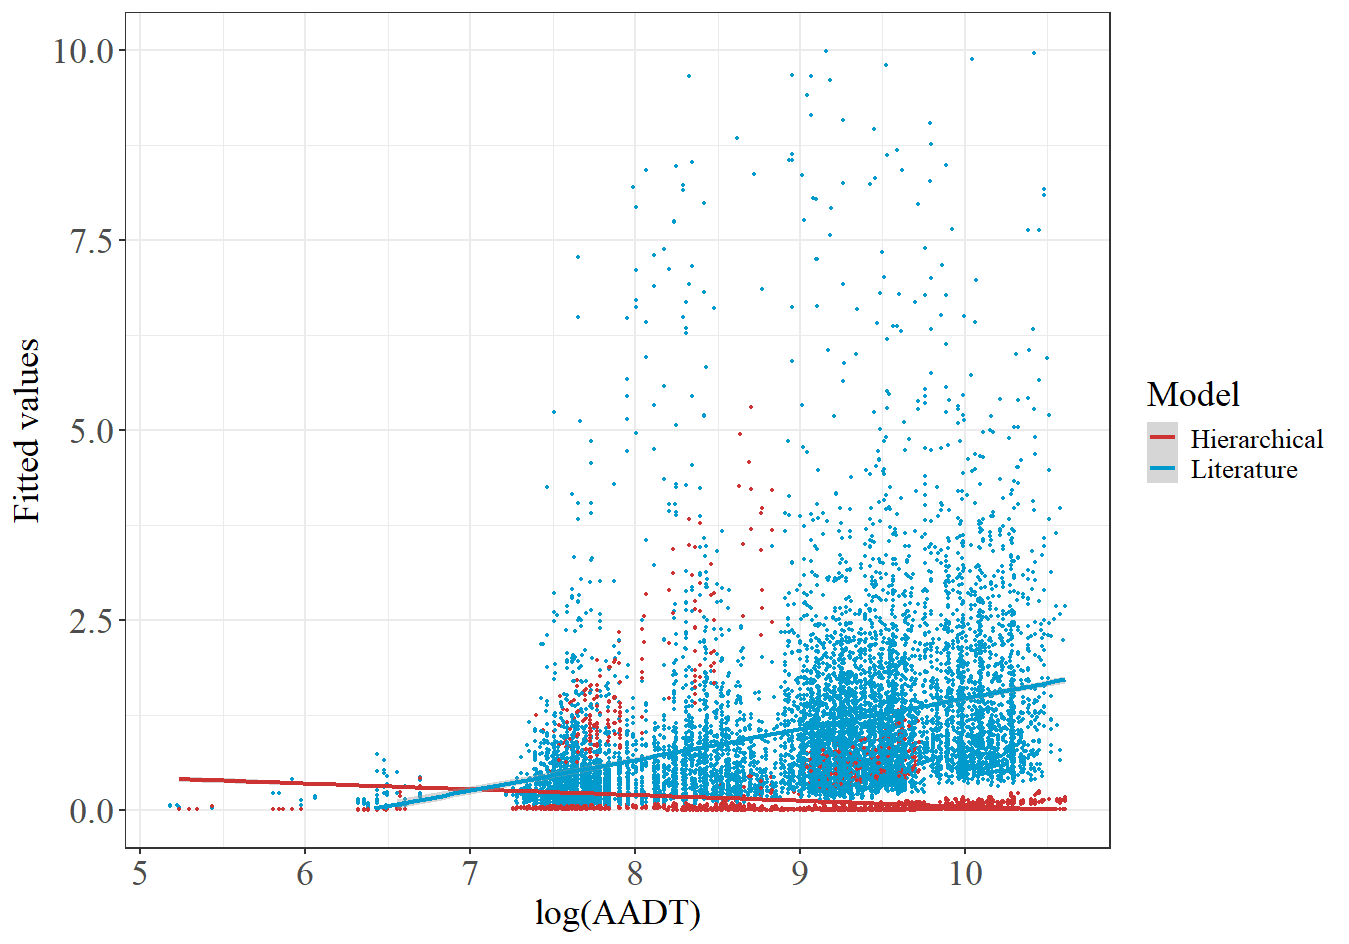 10.0
7.5
5.0
2.5
0.0
Fitted values
5 6 7 8 9 10
log(AADT)
Model
Hierarchical
Literature